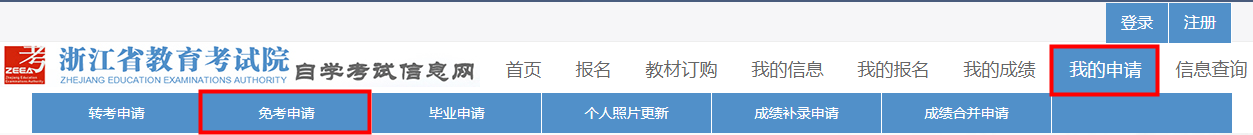 登录 注册
考 ZEEA 浙江省教育考试院 自学考试信息网 首页 报名 教材订购 我的信息 我的报名 我的成绩 我的申请 信息查询
ZHEJIANG EDUCATION EXAMINATIONS AUTHORITY
转考申请 免考申请 毕业申请 个人照片更新 成绩补录申请 成绩合并申请